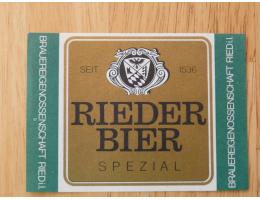 BRAUEREIGENOSSENSCHAFT RIED i.I.
SEIT 1536
RIEDER
BIER
SPEZIAL
BRAUEREIGENOSSENSCHAFT RIED i.I.